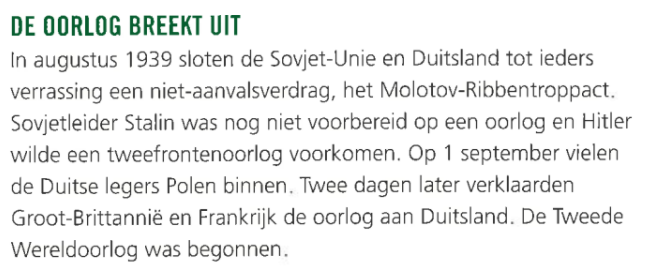 DE OORLOG BREEKT UIT
In augustus 1939 sloten de Sovjet-Unie en Duitsland tot ieders
verrassing een niet-aanvalsverdrag, het Molotov-Ribbentroppact.
Sovjetleider Stalin was nog niet voorbereid op een oorlog en Hitler
wilde een tweefrontenoorlog voorkomen. Op 1 september vielen
de Duitse legers Polen binnen. Twee dagen later verklaarden
Groot-Brittannië en Frankrijk de oorlog aan Duitsland. De Tweede
Wereldoorlog was begonnen.